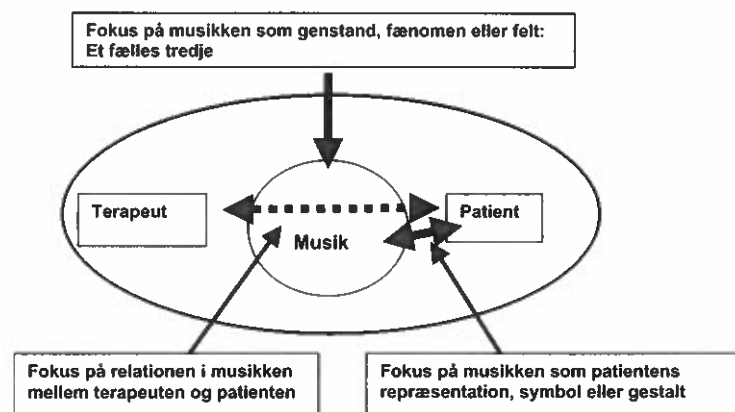 Fokus på musikken som genstand, fænomen eller felt:
Et fælles tredje
Terapeut
Patient
Musik
Fokus på relationen i musikken
mellem terapeuten og patienten
Fokus på musikken som patientens
repræsentation, symbol eller gestalt